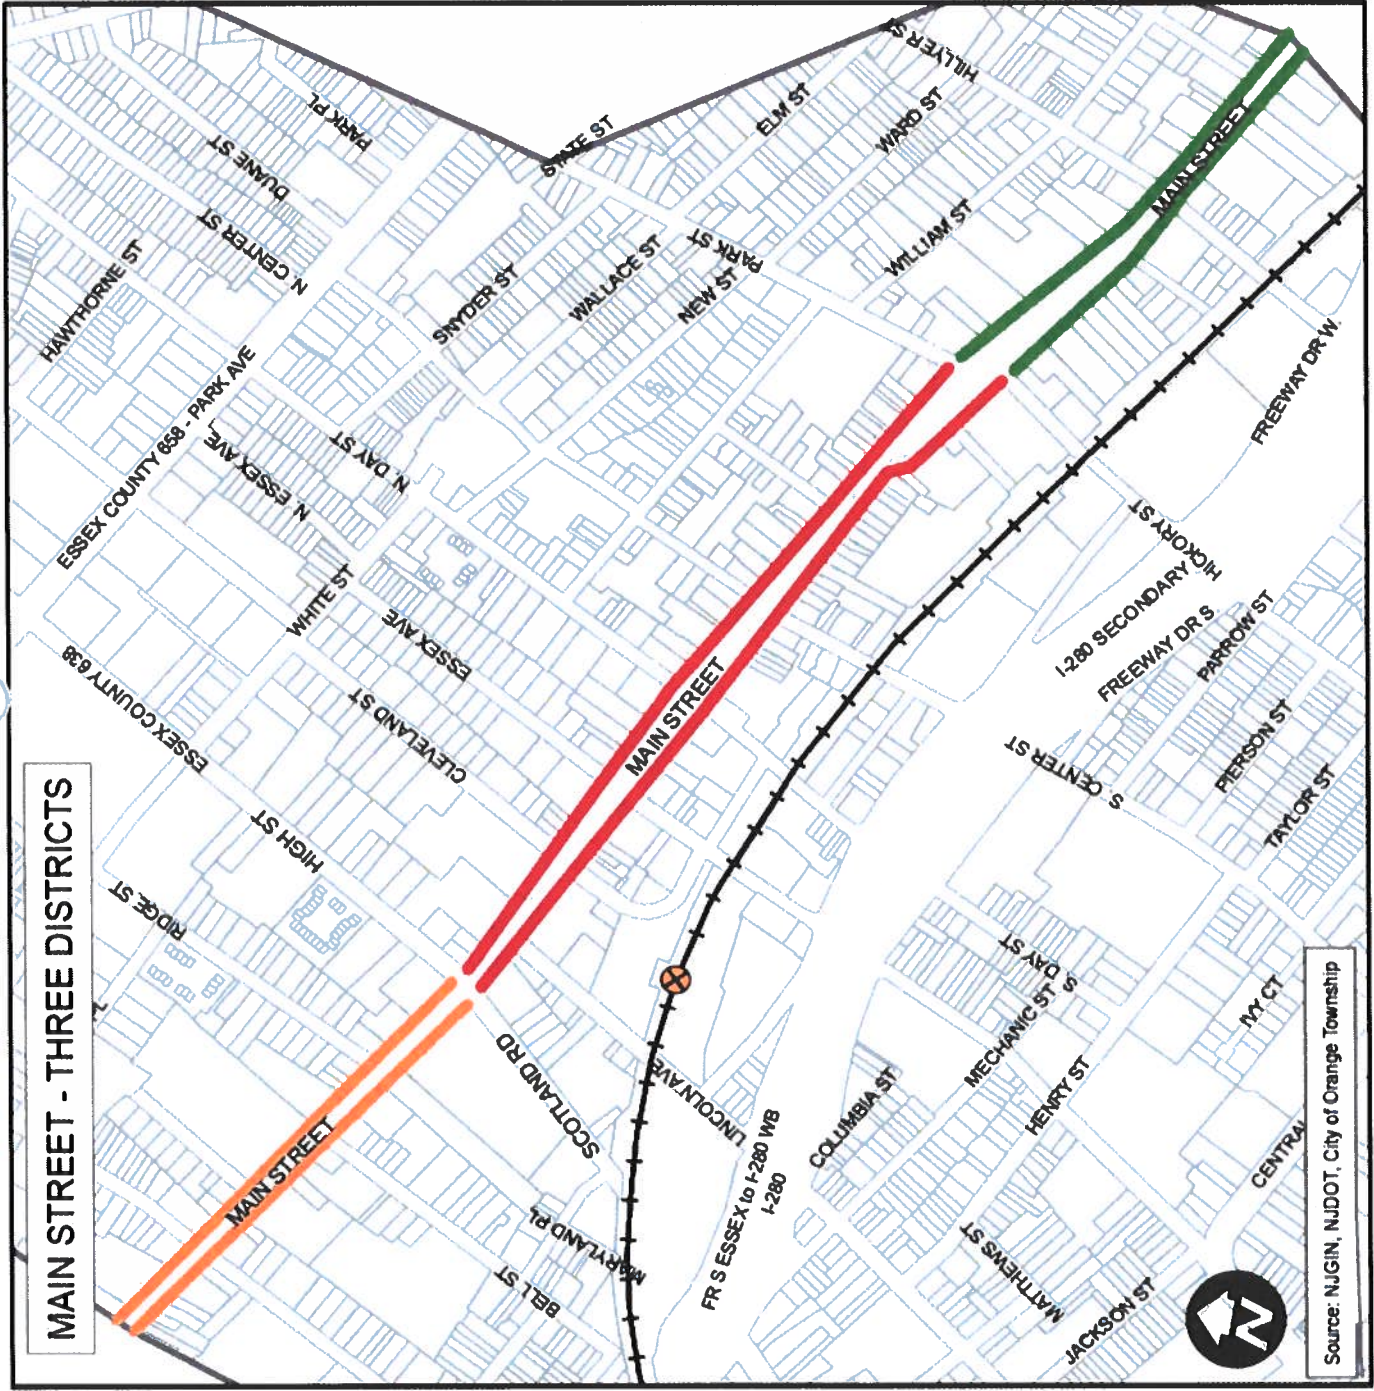 MAIN STREET - THREE DISTRICTS
ESSEX COUNTY 638
RIDGE ST
HIGH ST
CLEVELAND ST
ESSEX AVE
WHITE ST
N. ESSEX AVE
N. DAY ST
ESSEX COUNTY 658 - PARK AVE
HAWTHORNE ST
N. CENTER ST
DUANE ST
PARK PL
SNYDER ST
WALLACE ST
NEW ST
PARK ST
STATE ST
ELM ST
WARD ST
HILLYER ST
WILLIAM ST
MAIN STREET
MAIN STREET
MAIN STREET
SCOTLAND RD
LINCOLN AVE
MARYLAND PL
BELL ST
FR S ESSEX to I-280 WB
I-280
COLUMBIA ST
MECHANIC ST
S DAY ST
HENRY ST
MATTHEWS ST
JACKSON ST
CENTRAL
IVY CT
S CENTER ST
TAYLOR ST
PIERSON ST
PARROW ST
FREEWAY DR S
I-280 SECONDARY
HICKORY ST
FREEWAY DR W.
N
Source: NJGIN, NJDOT, City of Orange Township